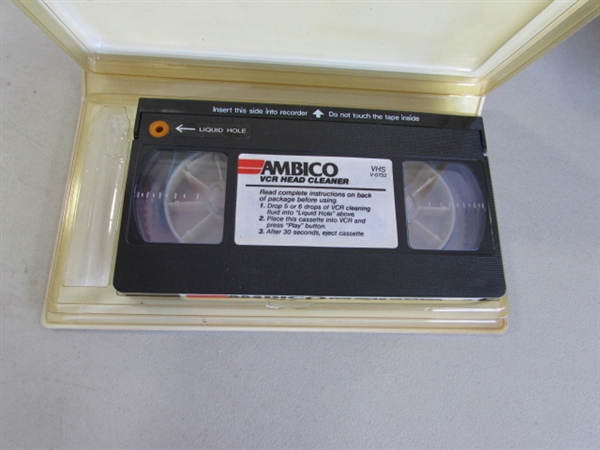 Insert this side into recorder Do not touch the tape inside
LIQUID HOLE
AMBICO
VCR HEAD CLEANER
VHS
V-0753
Read complete instructions on back
of package before using.
1. Drop 5 or 6 drops of VCR cleaning
fluid into "Liquid Hole" above.
2. Place this cassette into VCR and
press "Play" button.
3. After 30 seconds, eject cassette.
AMBICO